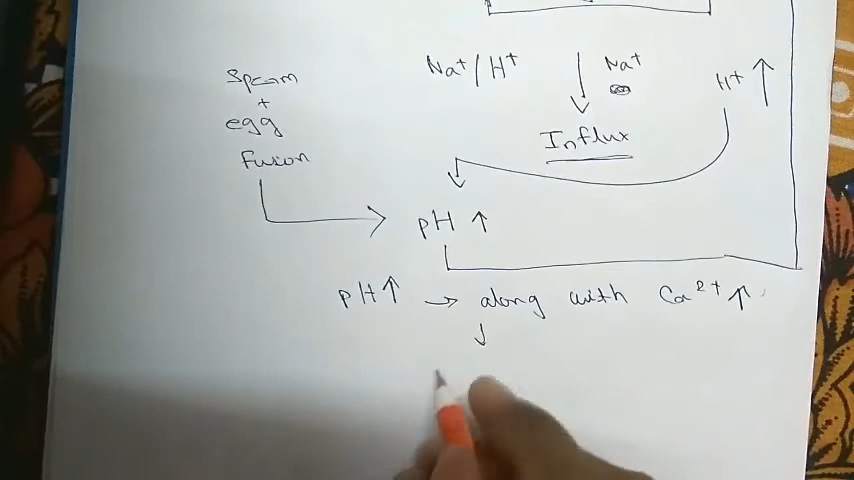 Sperm
+
egg
Fusion
Na⁺/H⁺ ↓ Na⁺
H⁺ ↑
Influx
pH ↑
pH ↑ → along with Ca²⁺ ↑
↓